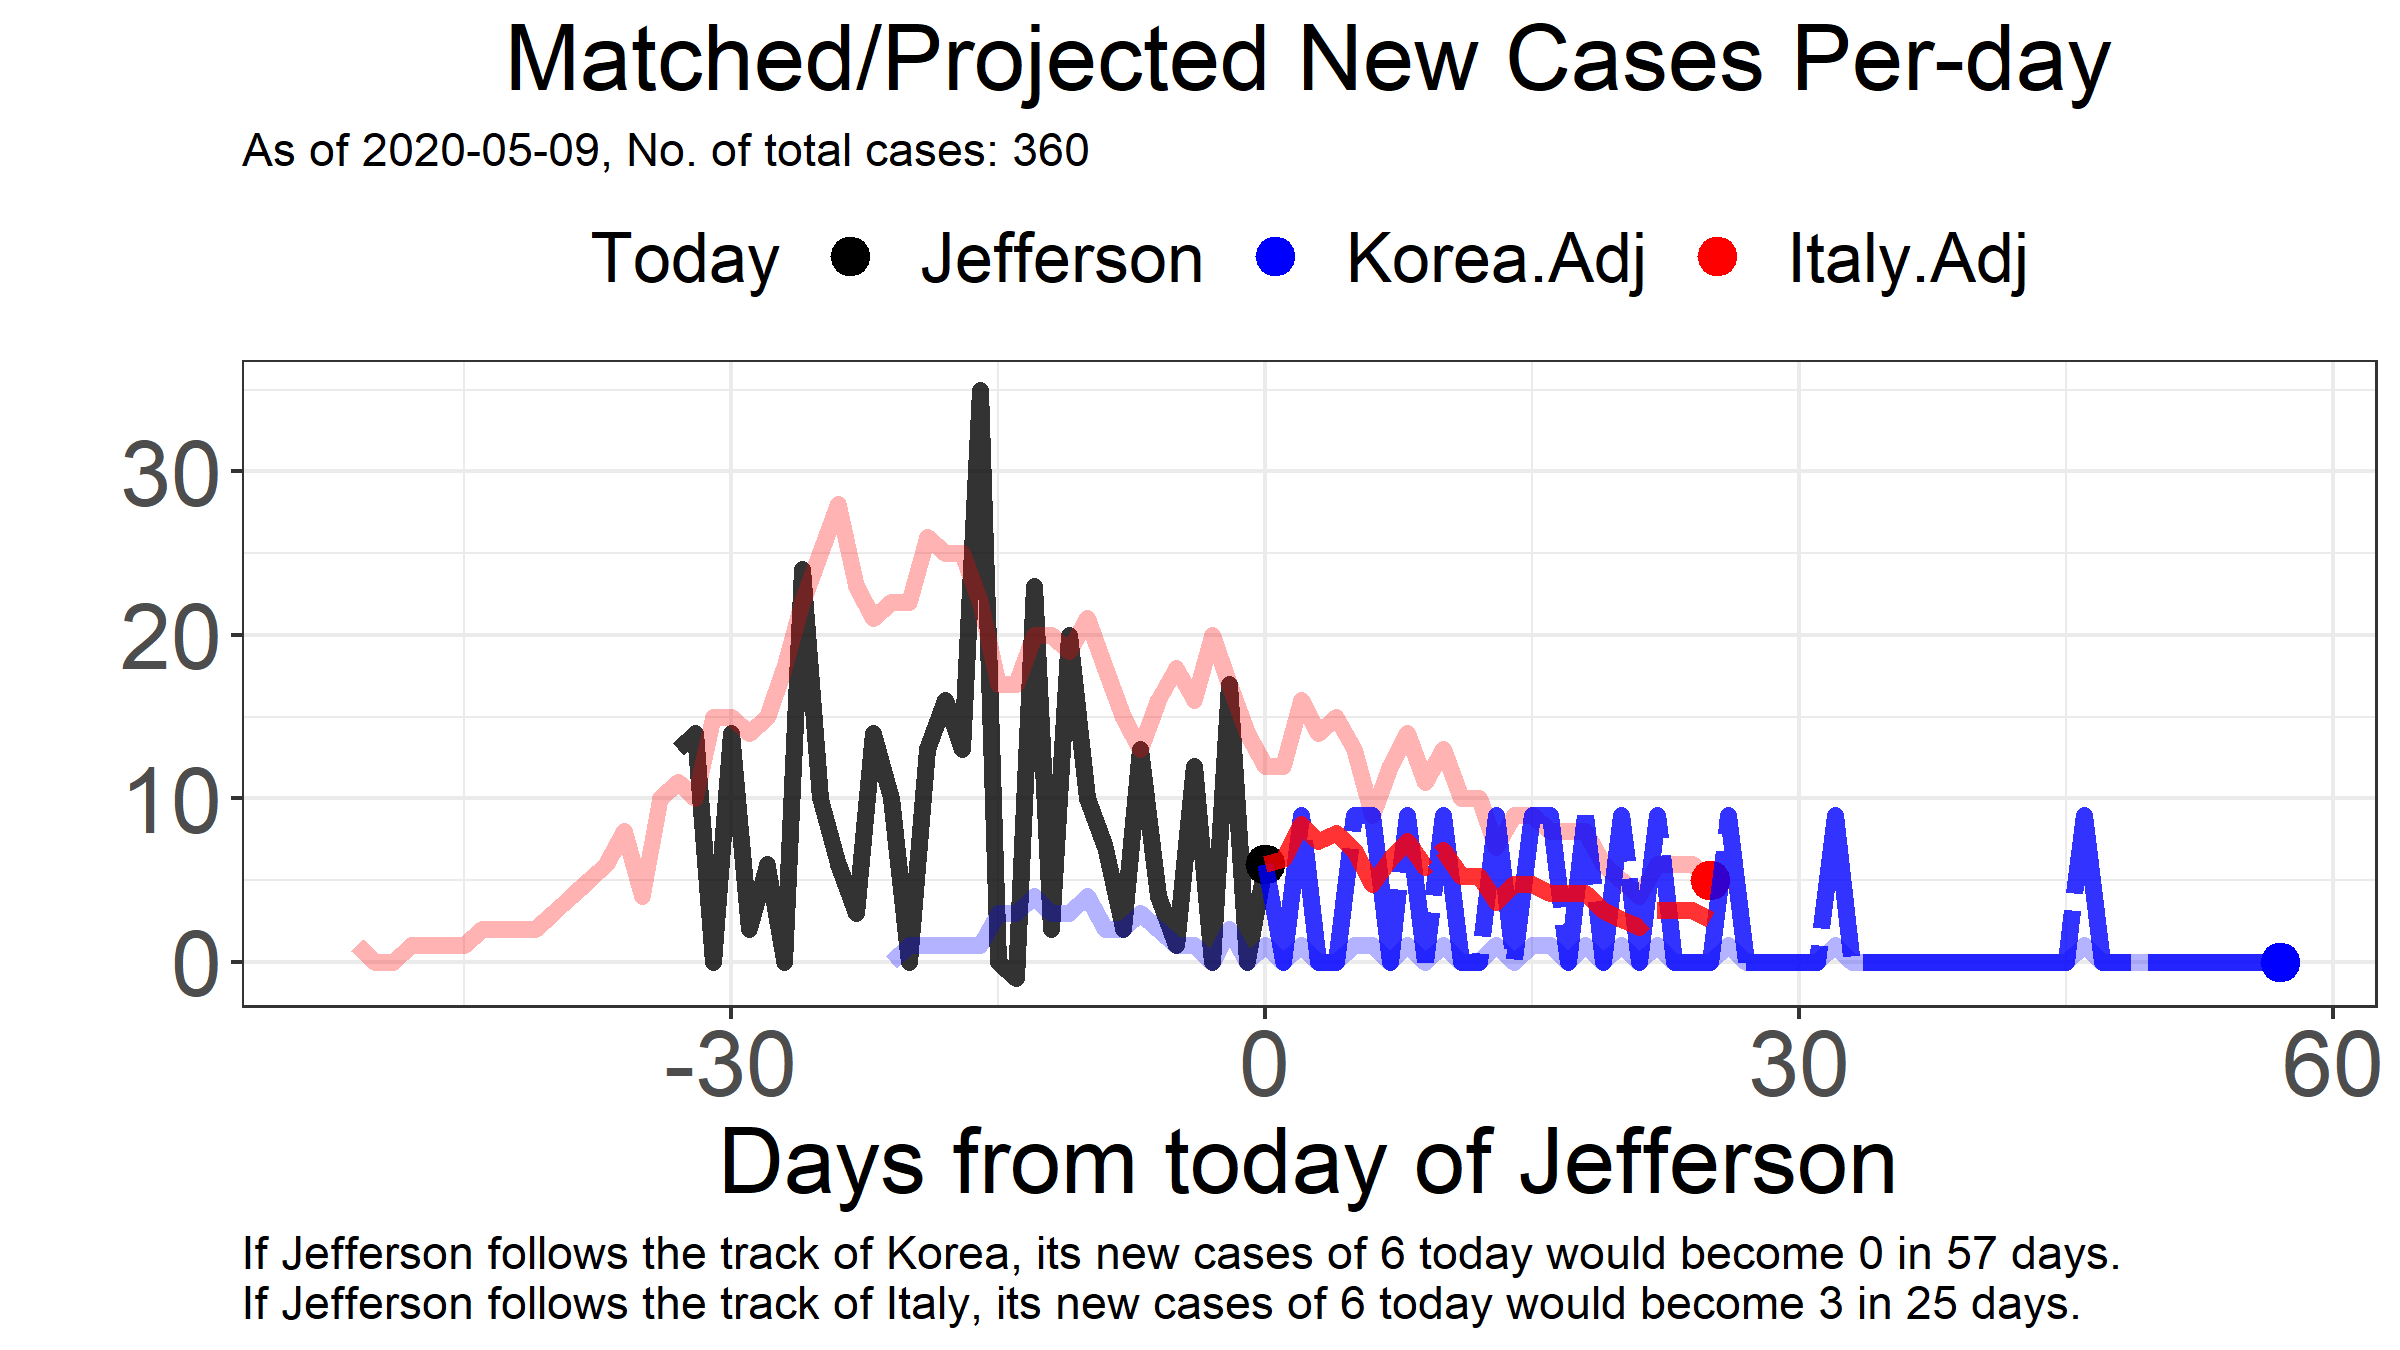 Matched/Projected New Cases Per-day
As of 2020-05-09, No. of total cases: 360
Today Jefferson Korea.Adj Italy.Adj
30
20
10
0
-30 0 30 60
Days from today of Jefferson
If Jefferson follows the track of Korea, its new cases of 6 today would become 0 in 57 days.
If Jefferson follows the track of Italy, its new cases of 6 today would become 3 in 25 days.